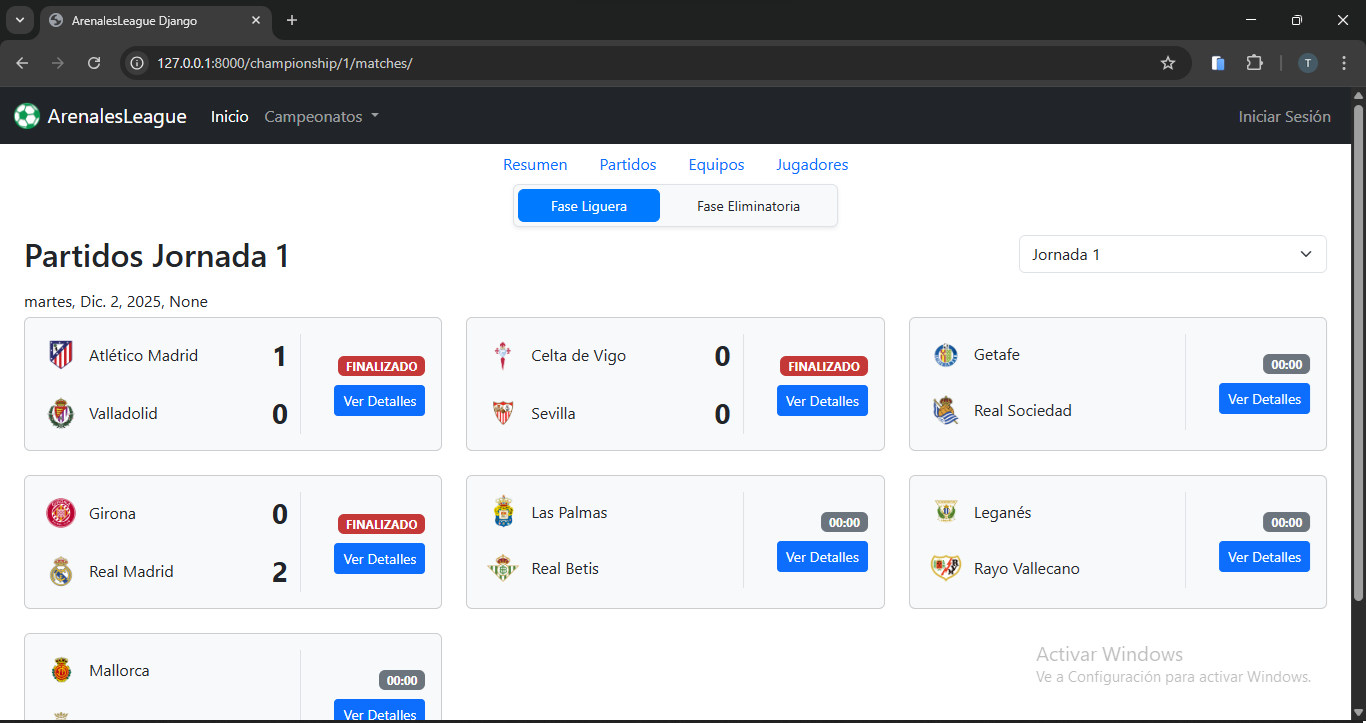 ArenalesLeague Django
127.0.0.1:8000/championship/1/matches/
T
ArenalesLeague
Inicio
Campeonatos
Iniciar Sesión
Resumen
Partidos
Equipos
Jugadores
Fase Liguera
Fase Eliminatoria
Partidos Jornada 1
Jornada 1
martes, Dic. 2, 2025, None
Atlético Madrid 1
Valladolid 0
FINALIZADO
Ver Detalles
Celta de Vigo 0
Sevilla 0
FINALIZADO
Ver Detalles
Getafe
Real Sociedad
00:00
Ver Detalles
Girona 0
Real Madrid 2
FINALIZADO
Ver Detalles
Las Palmas
Real Betis
00:00
Ver Detalles
Leganés
Rayo Vallecano
00:00
Ver Detalles
Mallorca
00:00
Ver Detalles
Activar Windows
Ve a Configuración para activar Windows.